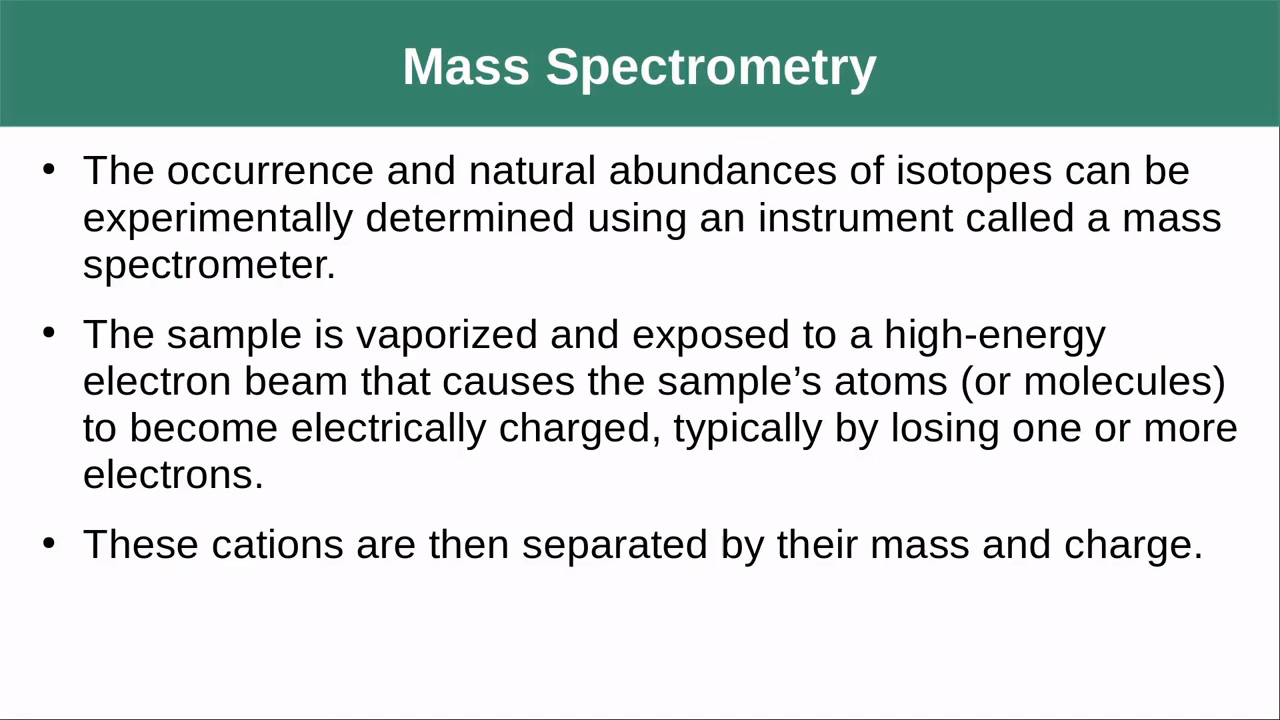 Mass Spectrometry
• The occurrence and natural abundances of isotopes can be
experimentally determined using an instrument called a mass
spectrometer.
• The sample is vaporized and exposed to a high-energy
electron beam that causes the sample’s atoms (or molecules)
to become electrically charged, typically by losing one or more
electrons.
• These cations are then separated by their mass and charge.